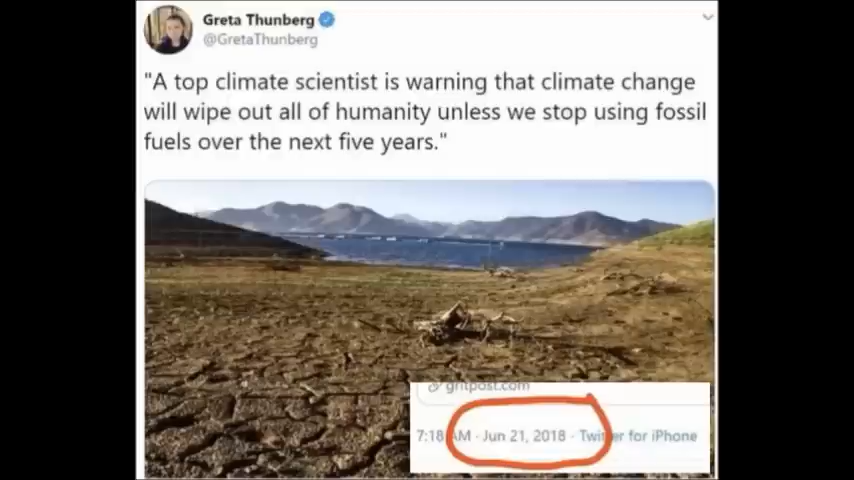 Greta Thunberg
@GretaThunberg
"A top climate scientist is warning that climate change
will wipe out all of humanity unless we stop using fossil
fuels over the next five years."
gritpost.com
7:18 AM · Jun 21, 2018 · Twitter for iPhone